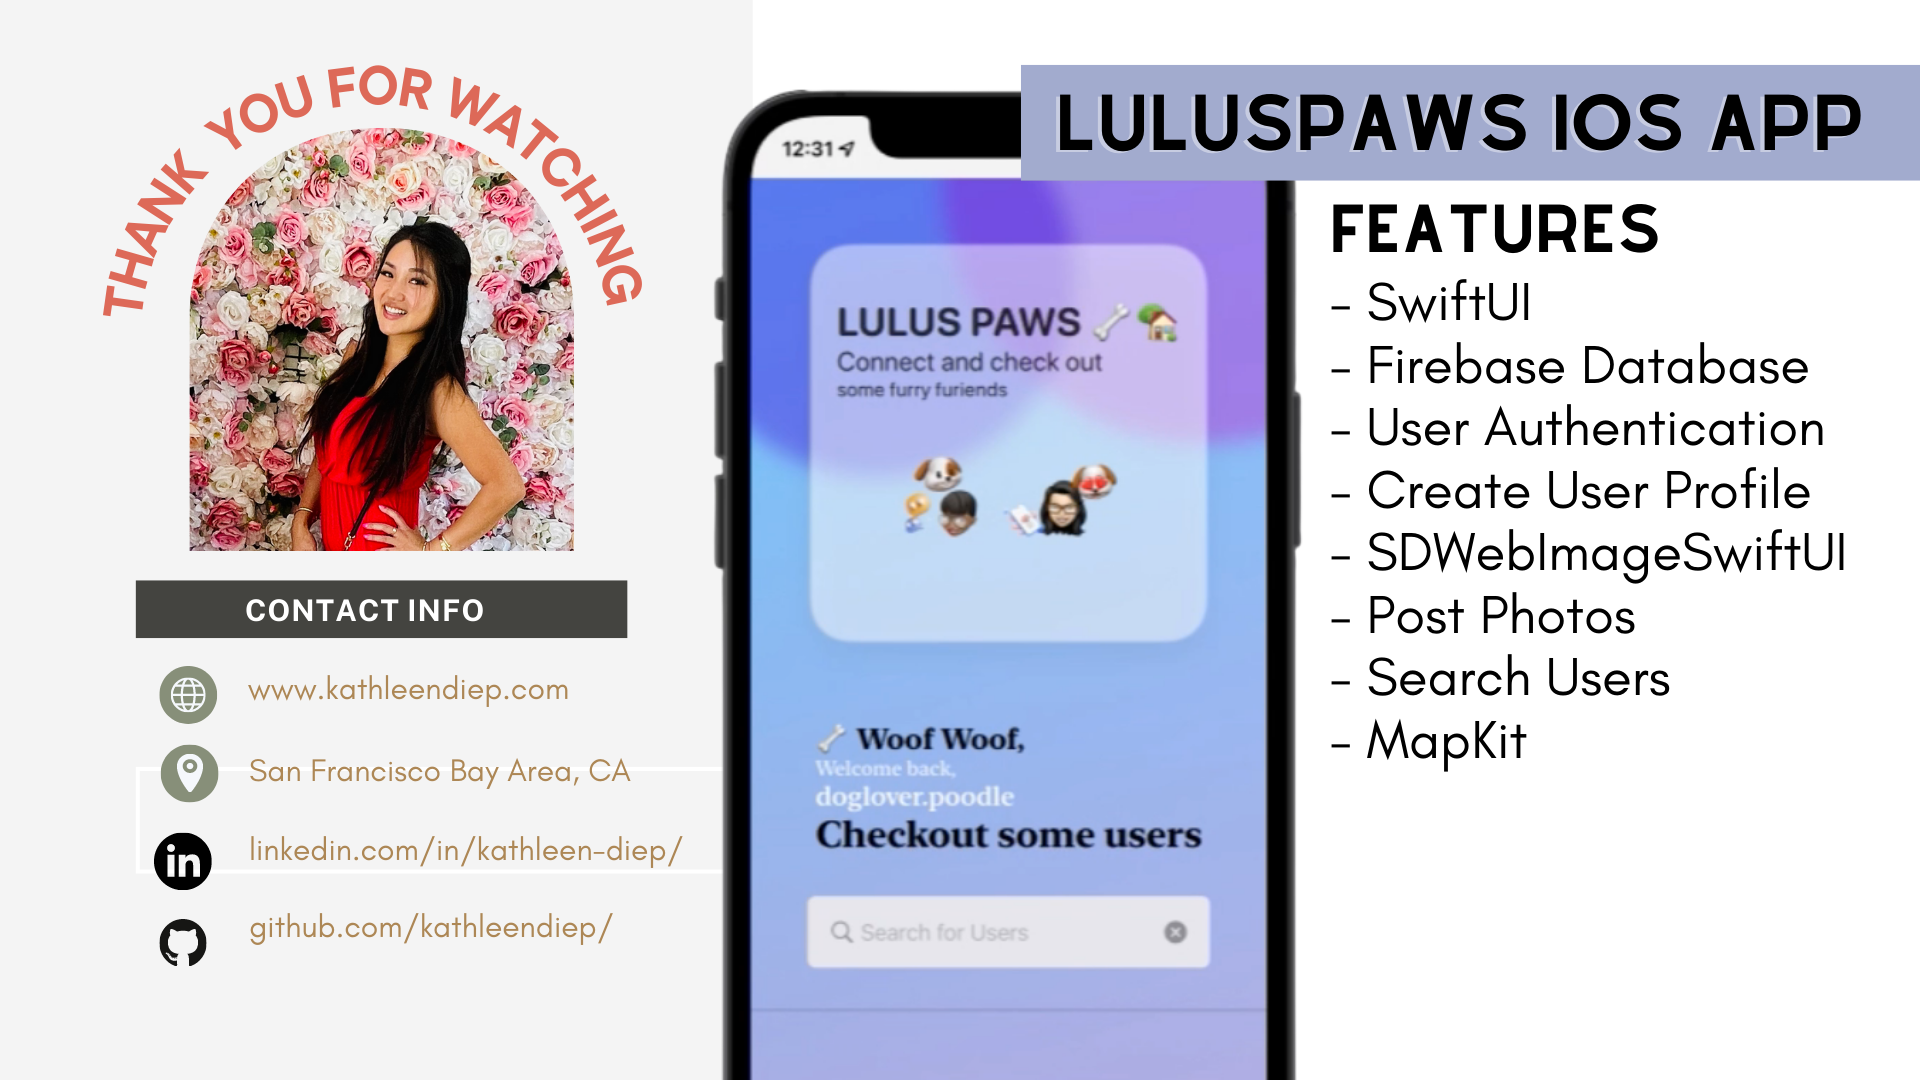 THANK YOU FOR WATCHING
CONTACT INFO
www.kathleendiep.com
San Francisco Bay Area, CA
in
linkedin.com/in/kathleen-diep/
github.com/kathleendiep/
12:31
LULUS PAWS
Connect and check out
some furry furiends
Woof Woof,
Welcome back,
doglover.poodle
Checkout some users
Search for Users
LULUSPAWS IOS APP
FEATURES
- SwiftUI
- Firebase Database
- User Authentication
- Create User Profile
- SDWebImageSwiftUI
- Post Photos
- Search Users
- MapKit